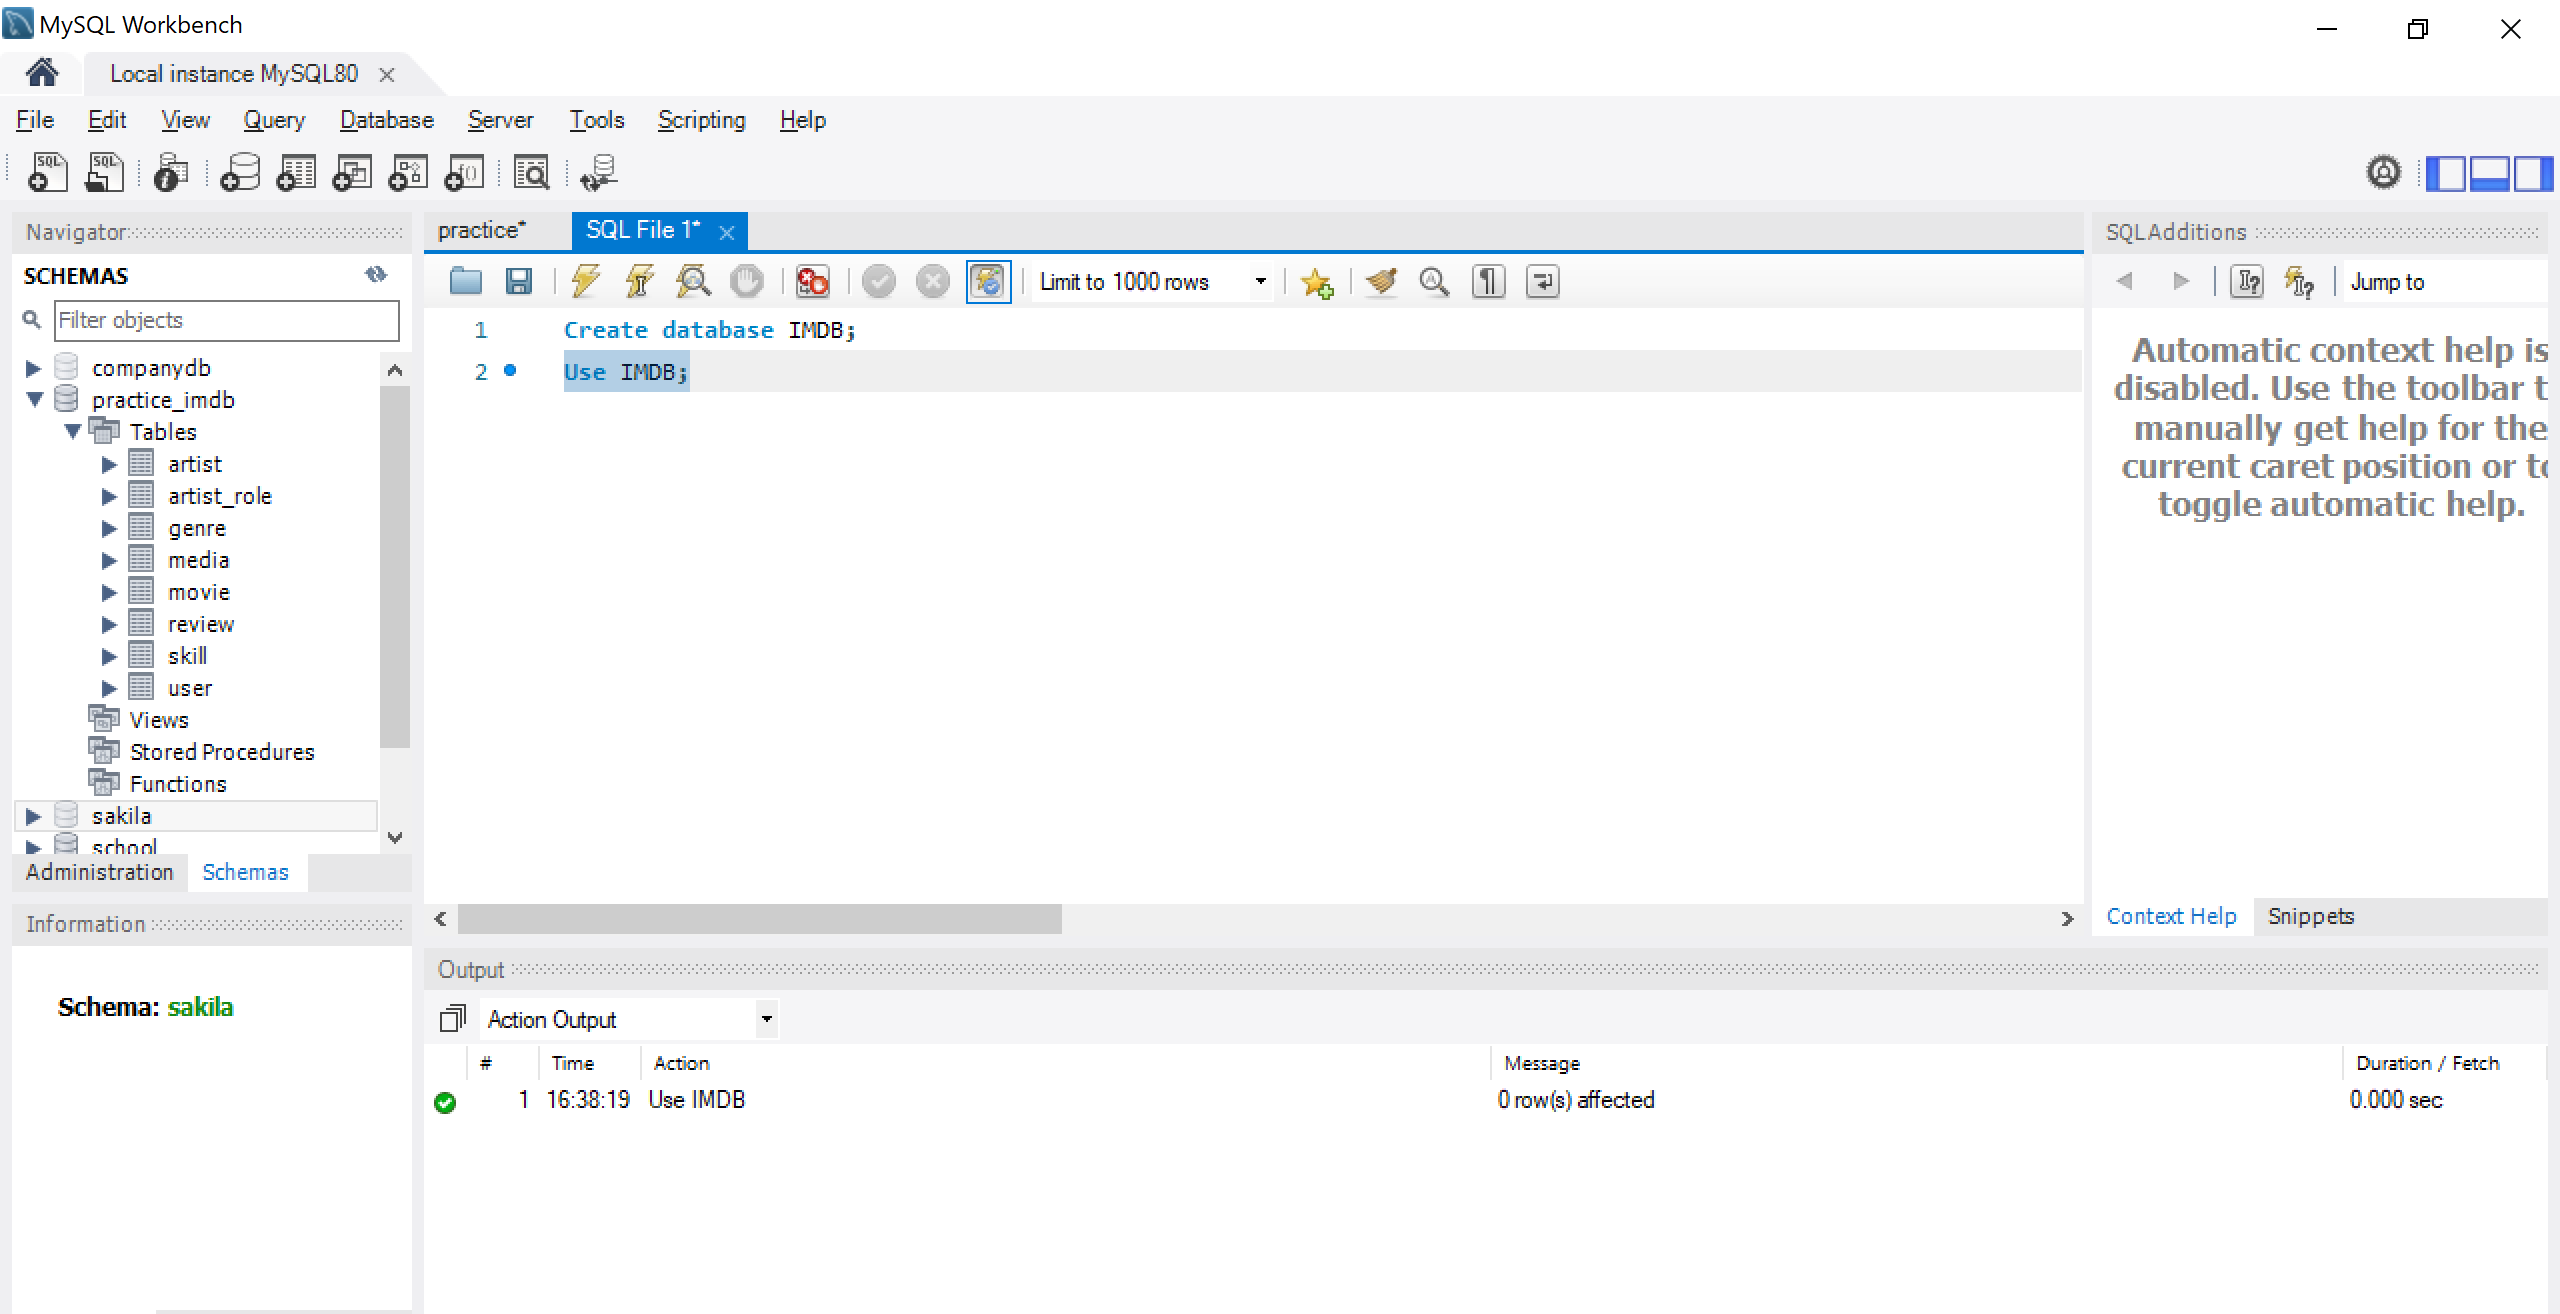 MySQL Workbench
Local instance MySQL80
File Edit View Query Database Server Tools Scripting Help
Navigator
SCHEMAS
Filter objects
companydb
practice_imdb
Tables
artist
artist_role
genre
media
movie
review
skill
user
Views
Stored Procedures
Functions
sakila
school
Administration Schemas
Information
Schema: sakila
practice* SQL File 1*
Limit to 1000 rows
1 Create database IMDB;
2 Use IMDB;
SQLAdditions
Jump to
Automatic context help is
disabled. Use the toolbar t
manually get help for the
current caret position or to
toggle automatic help.
Context Help Snippets
Output
Action Output
# Time Action Message Duration / Fetch
1 16:38:19 Use IMDB 0 row(s) affected 0.000 sec